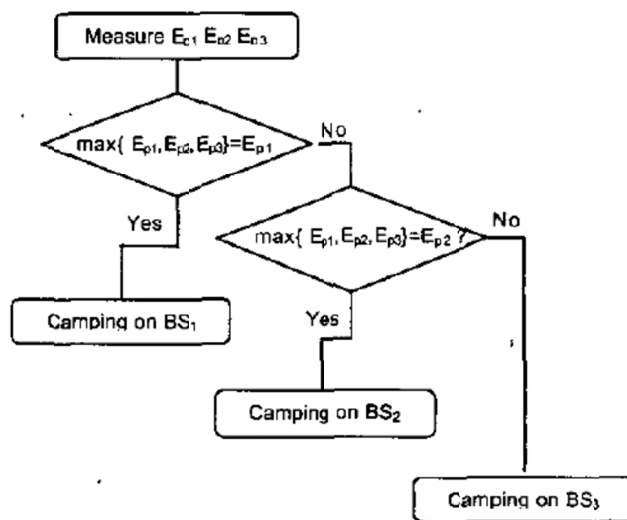 Measure Eₚ₁ Eₚ₂ Eₚ₃
max{ Eₚ₁,Eₚ₂,Eₚ₃}=Eₚ₁
No
Yes
max{ Eₚ₁,Eₚ₂,Eₚ₃}=Eₚ₂ ?
No
Camping on BS₁
Yes
Camping on BS₂
Camping on BS₃